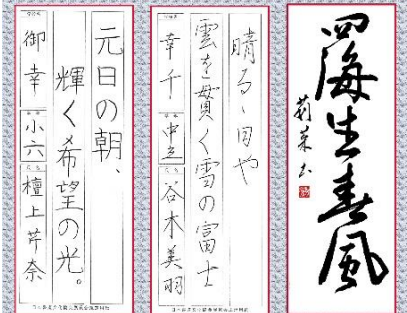 四海生春風
晴るゝ日や
雲を貫く雪の富士
幸千 中三 谷木美羽
元日の朝、
輝く希望の光。
御幸 小六 檀上芹奈